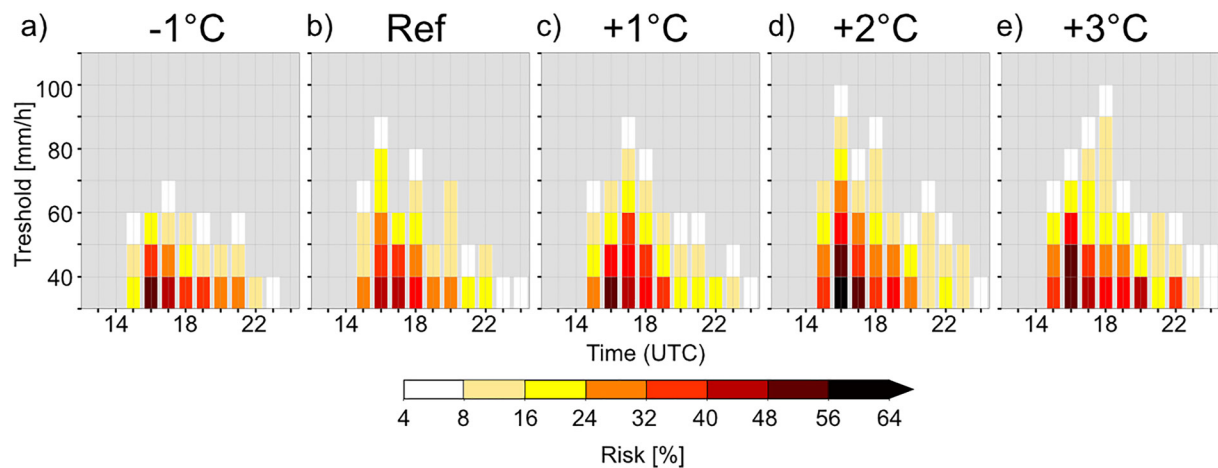 a) -1°C b) Ref c) +1°C d) +2°C e) +3°C
Treshold [mm/h]
100
80
60
40
14 18 22 14 18 22 14 18 22 14 18 22 14 18 22
Time (UTC)
4 8 16 24 32 40 48 56 64
Risk [%]